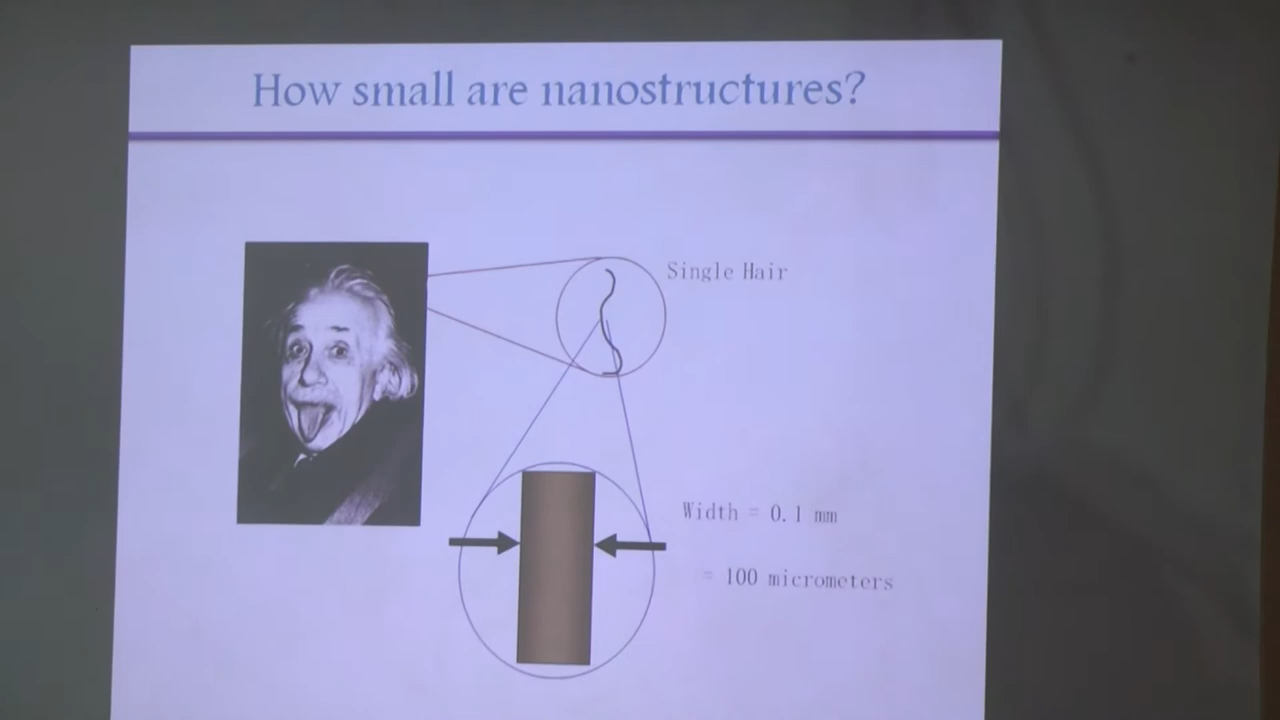 How small are nanostructures?
Single Hair
Width = 0.1 mm
= 100 micrometers